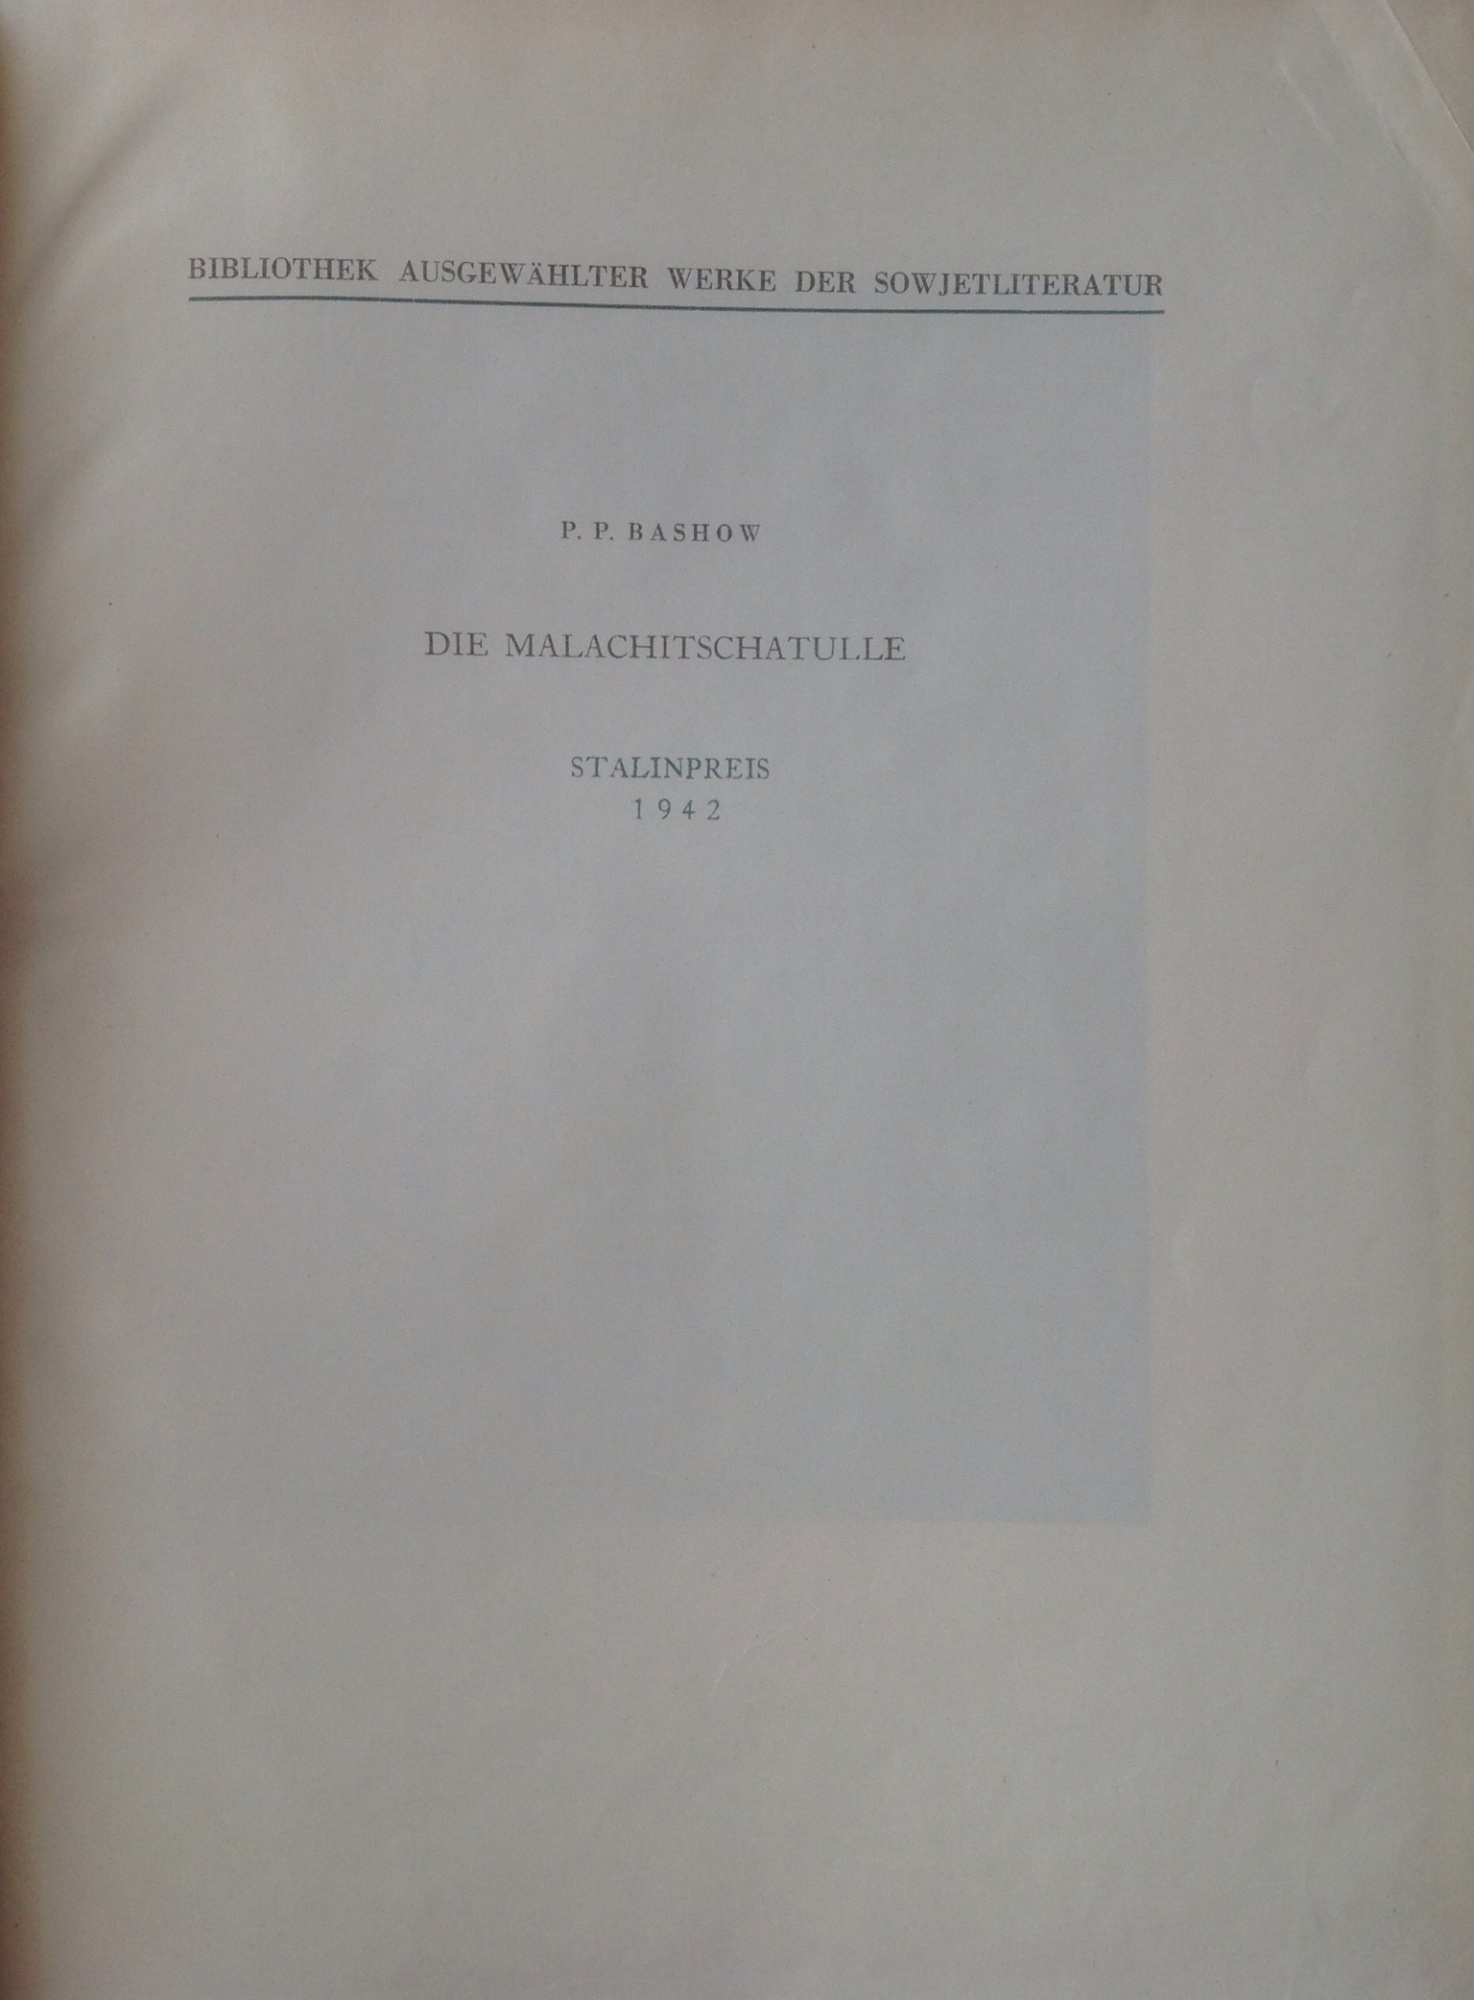 BIBLIOTHEK AUSGEWÄHLTER WERKE DER SOWJETLITERATUR
P. P. BASHOW
DIE MALACHITSCHATULLE
STALINPREIS
1942